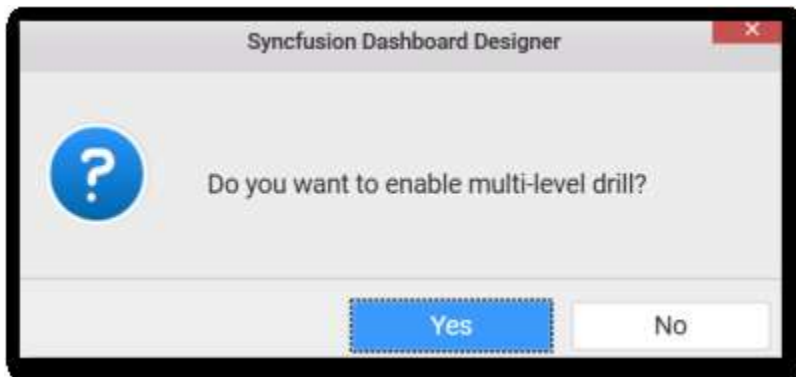 Syncfusion Dashboard Designer
Do you want to enable multi-level drill?
Yes
No